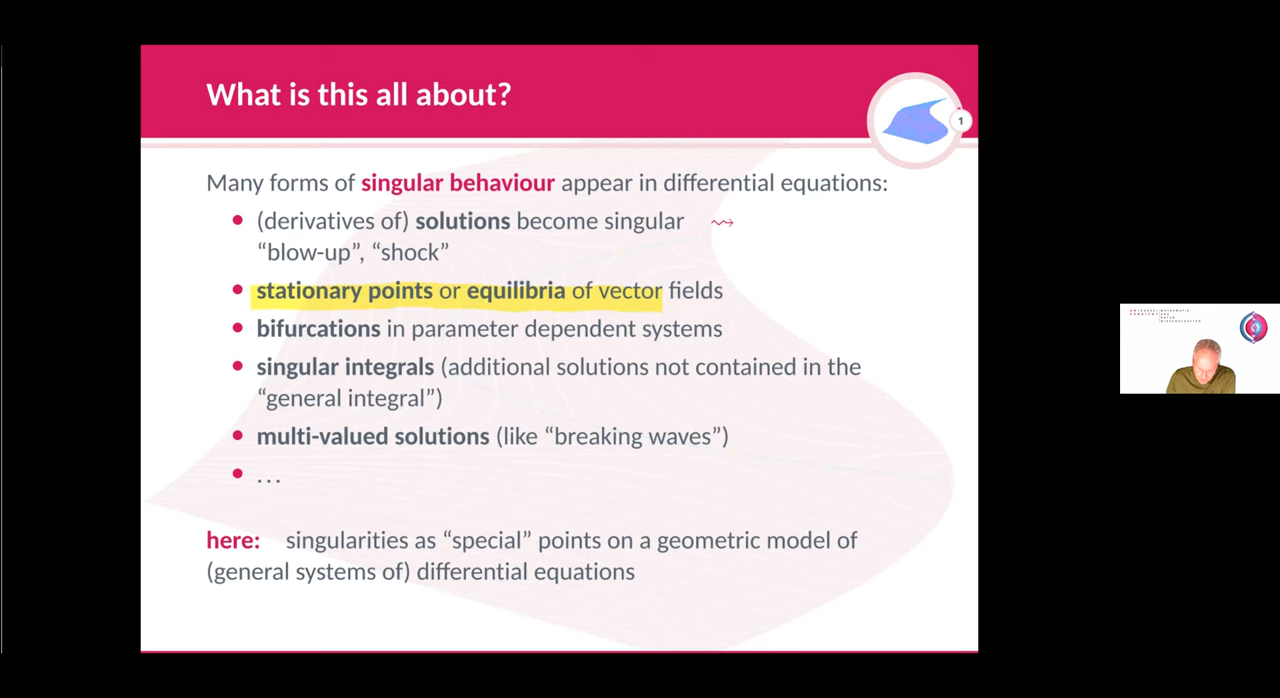 What is this all about?
1
Many forms of singular behaviour appear in differential equations:
• (derivatives of) solutions become singular ⇝
“blow-up”, “shock”
• stationary points or equilibria of vector fields
• bifurcations in parameter dependent systems
• singular integrals (additional solutions not contained in the
“general integral”)
• multi-valued solutions (like “breaking waves”)
• ...
here: singularities as “special” points on a geometric model of
(general systems of) differential equations